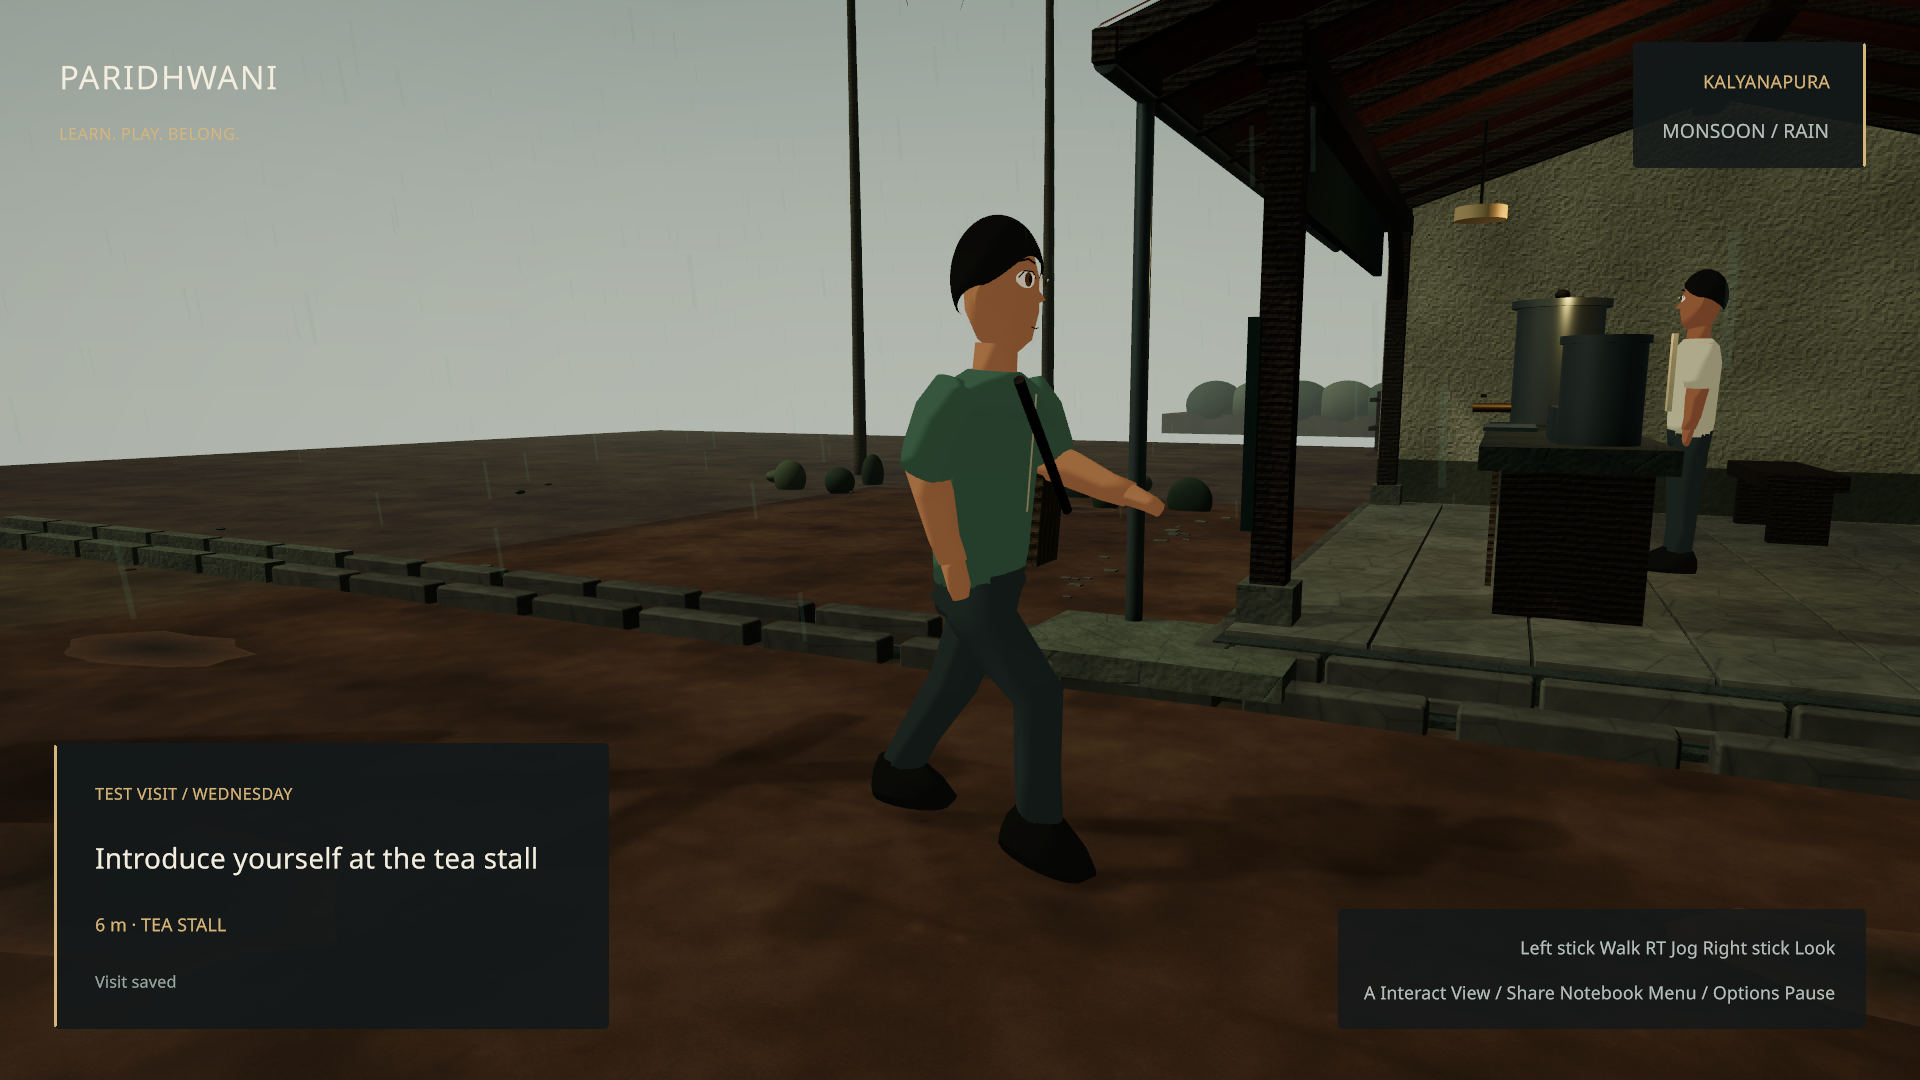 PARIDHWANI
LEARN. PLAY. BELONG.
KALYANAPURA
MONSOON / RAIN
TEST VISIT / WEDNESDAY
Introduce yourself at the tea stall
6 m · TEA STALL
Visit saved
Left stick Walk RT Jog Right stick Look
A Interact View / Share Notebook Menu / Options Pause